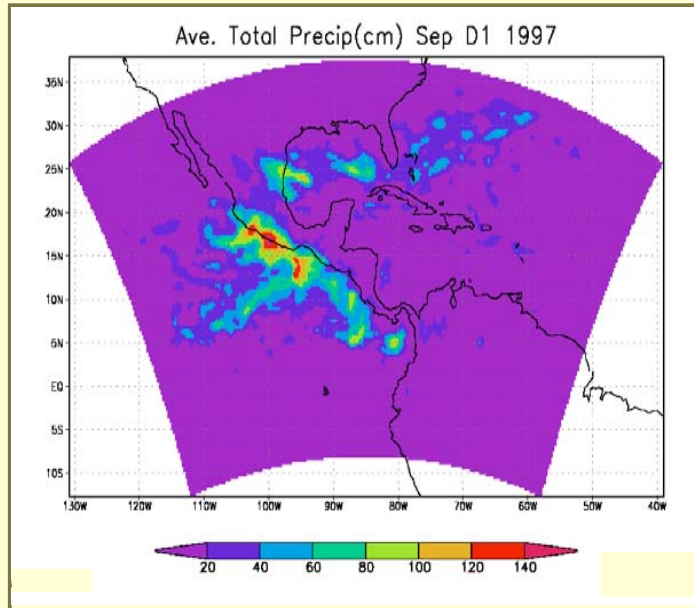 Ave. Total Precip(cm) Sep D1 1997
35N
30N
25N
20N
15N
10N
5N
EQ
5S
10S
130W 120W 110W 100W 90W 80W 70W 60W 50W 40W
20 40 60 80 100 120 140